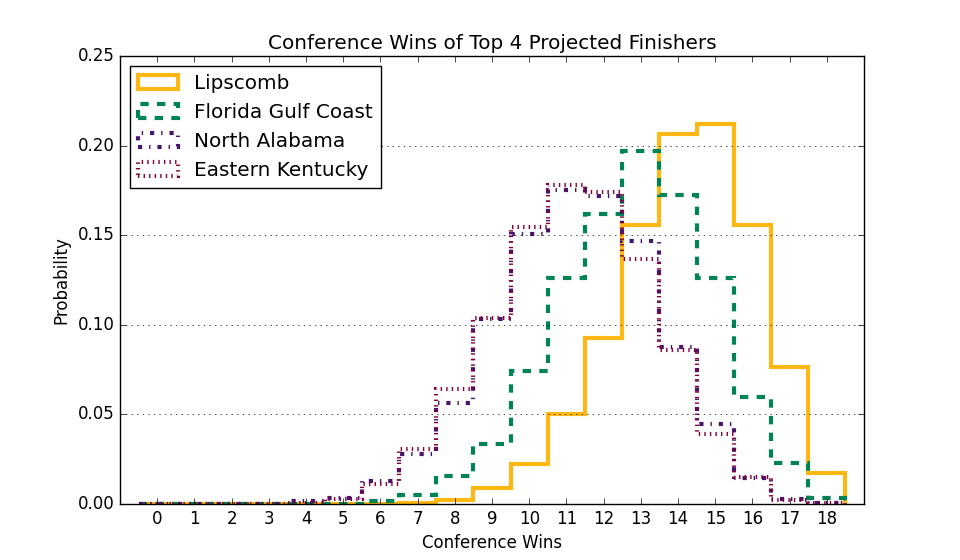 Conference Wins of Top 4 Projected Finishers
0.25
0.20
0.15
0.10
0.05
0.00
Probability
Lipscomb
Florida Gulf Coast
North Alabama
Eastern Kentucky
0 1 2 3 4 5 6 7 8 9 10 11 12 13 14 15 16 17 18
Conference Wins